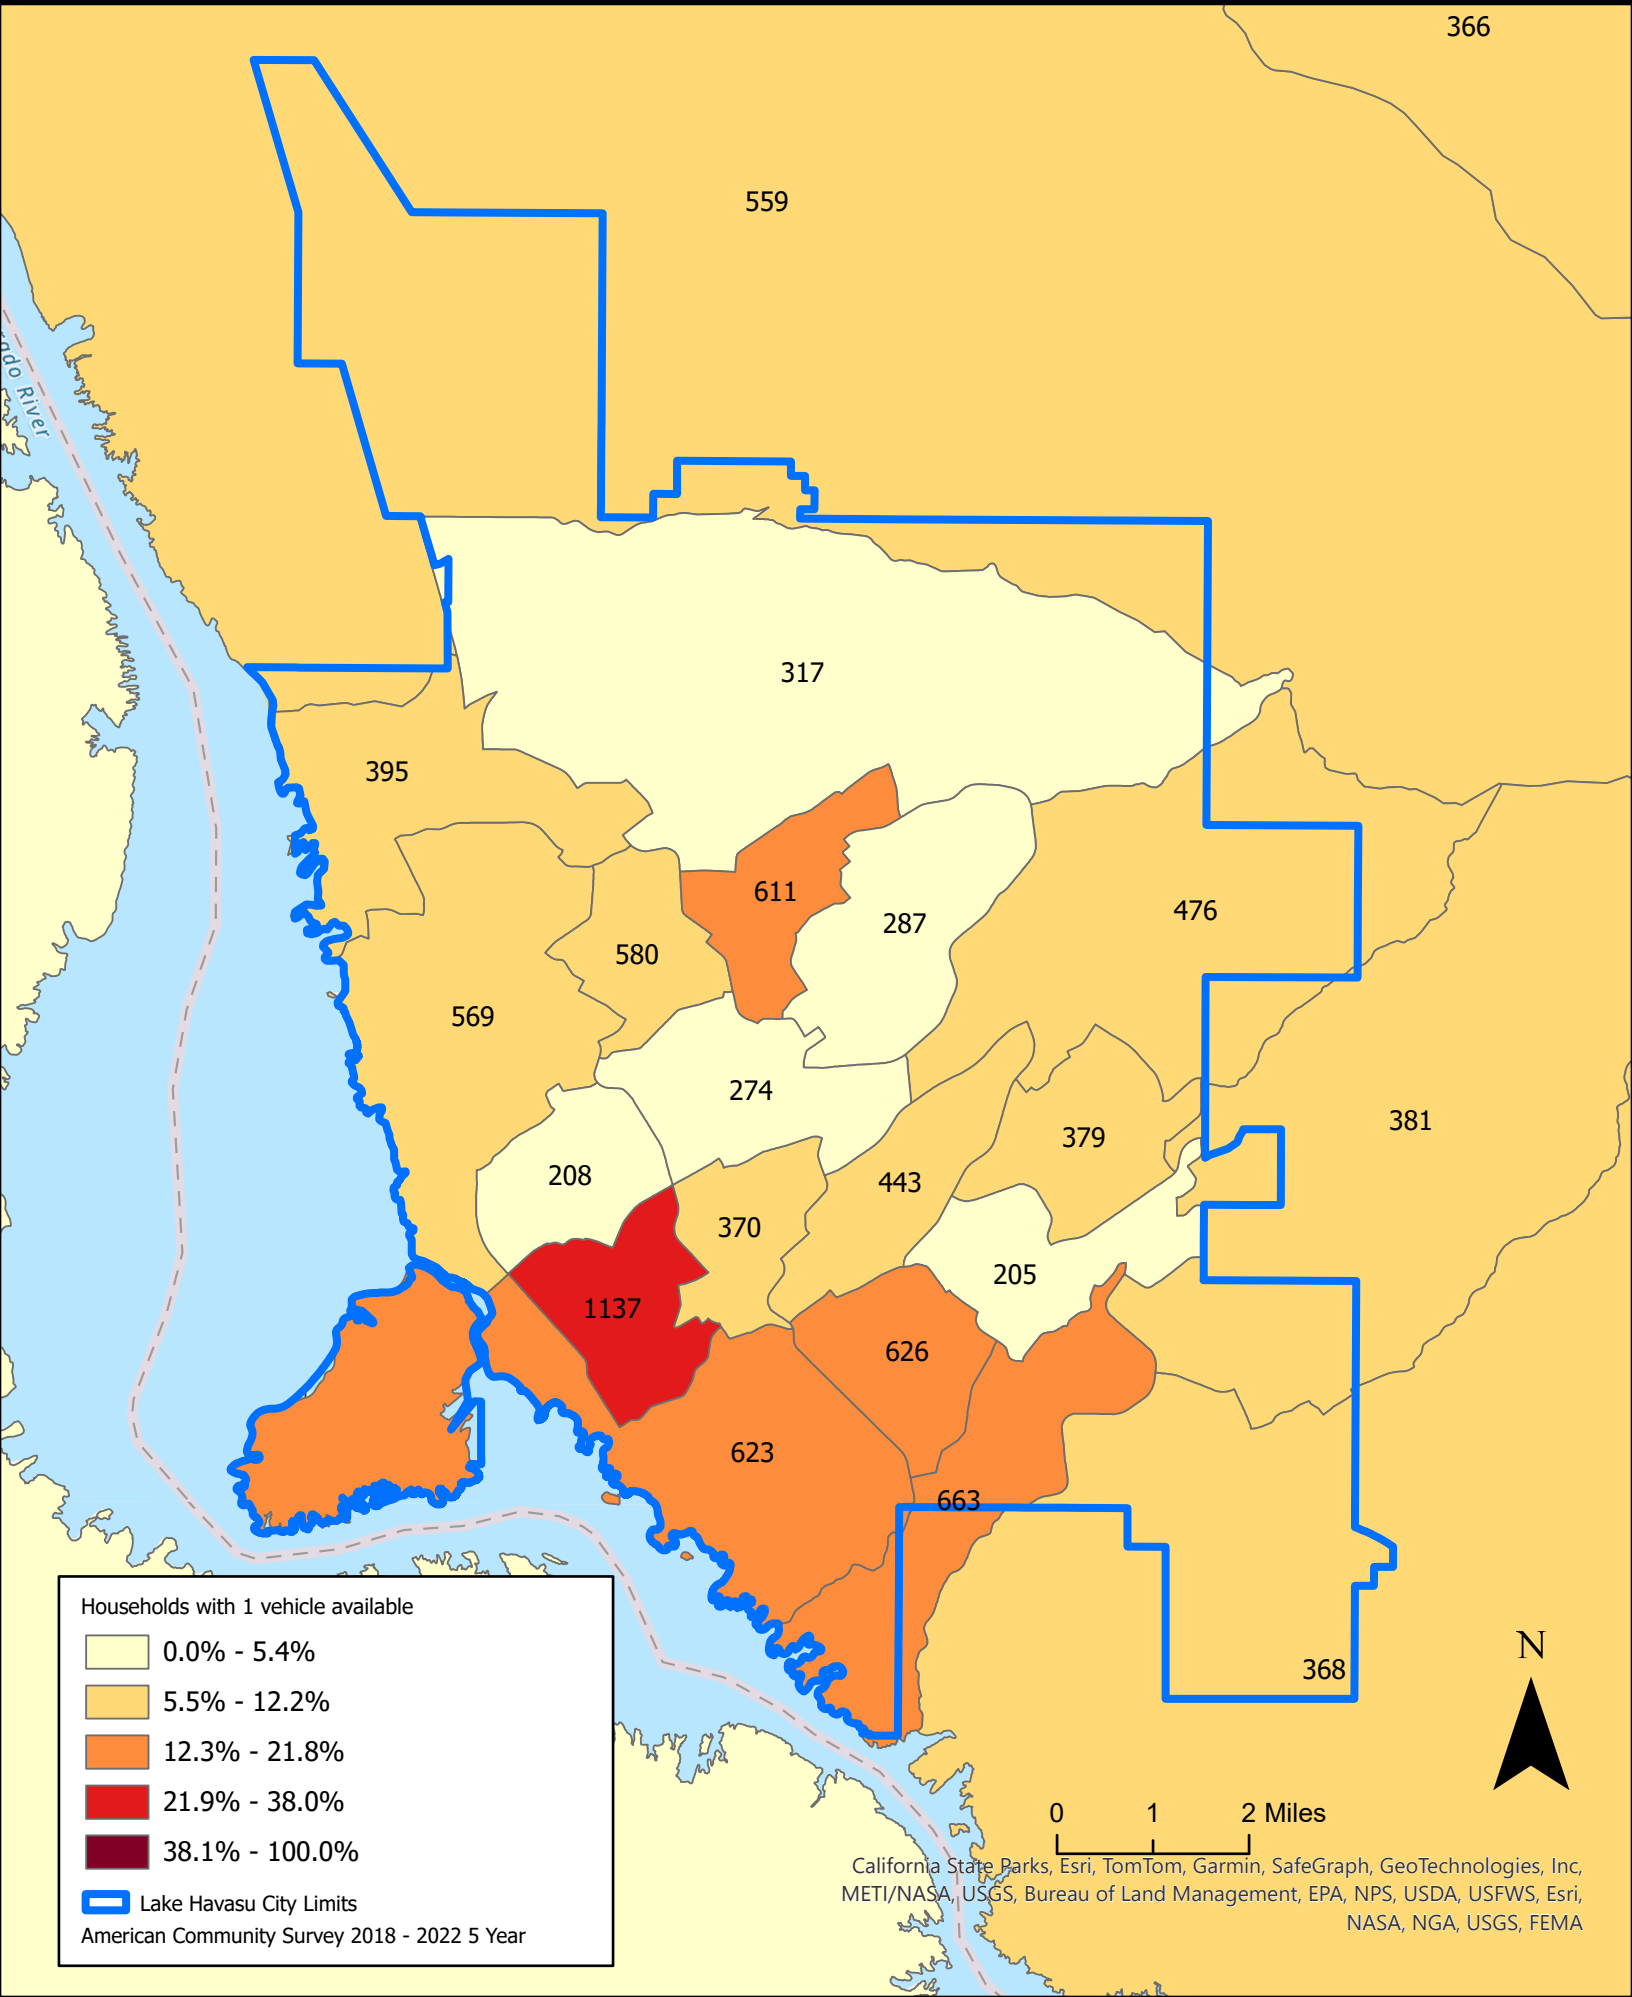 366
559
rado River
317
395
611
287
476
580
569
274
379
381
208
443
370
205
1137
626
623
663
368
Households with 1 vehicle available
0.0% - 5.4%
5.5% - 12.2%
12.3% - 21.8%
21.9% - 38.0%
38.1% - 100.0%
Lake Havasu City Limits
American Community Survey 2018 - 2022 5 Year
N
0 1 2 Miles
California State Parks, Esri, TomTom, Garmin, SafeGraph, GeoTechnologies, Inc,
METI/NASA, USGS, Bureau of Land Management, EPA, NPS, USDA, USFWS, Esri,
NASA, NGA, USGS, FEMA